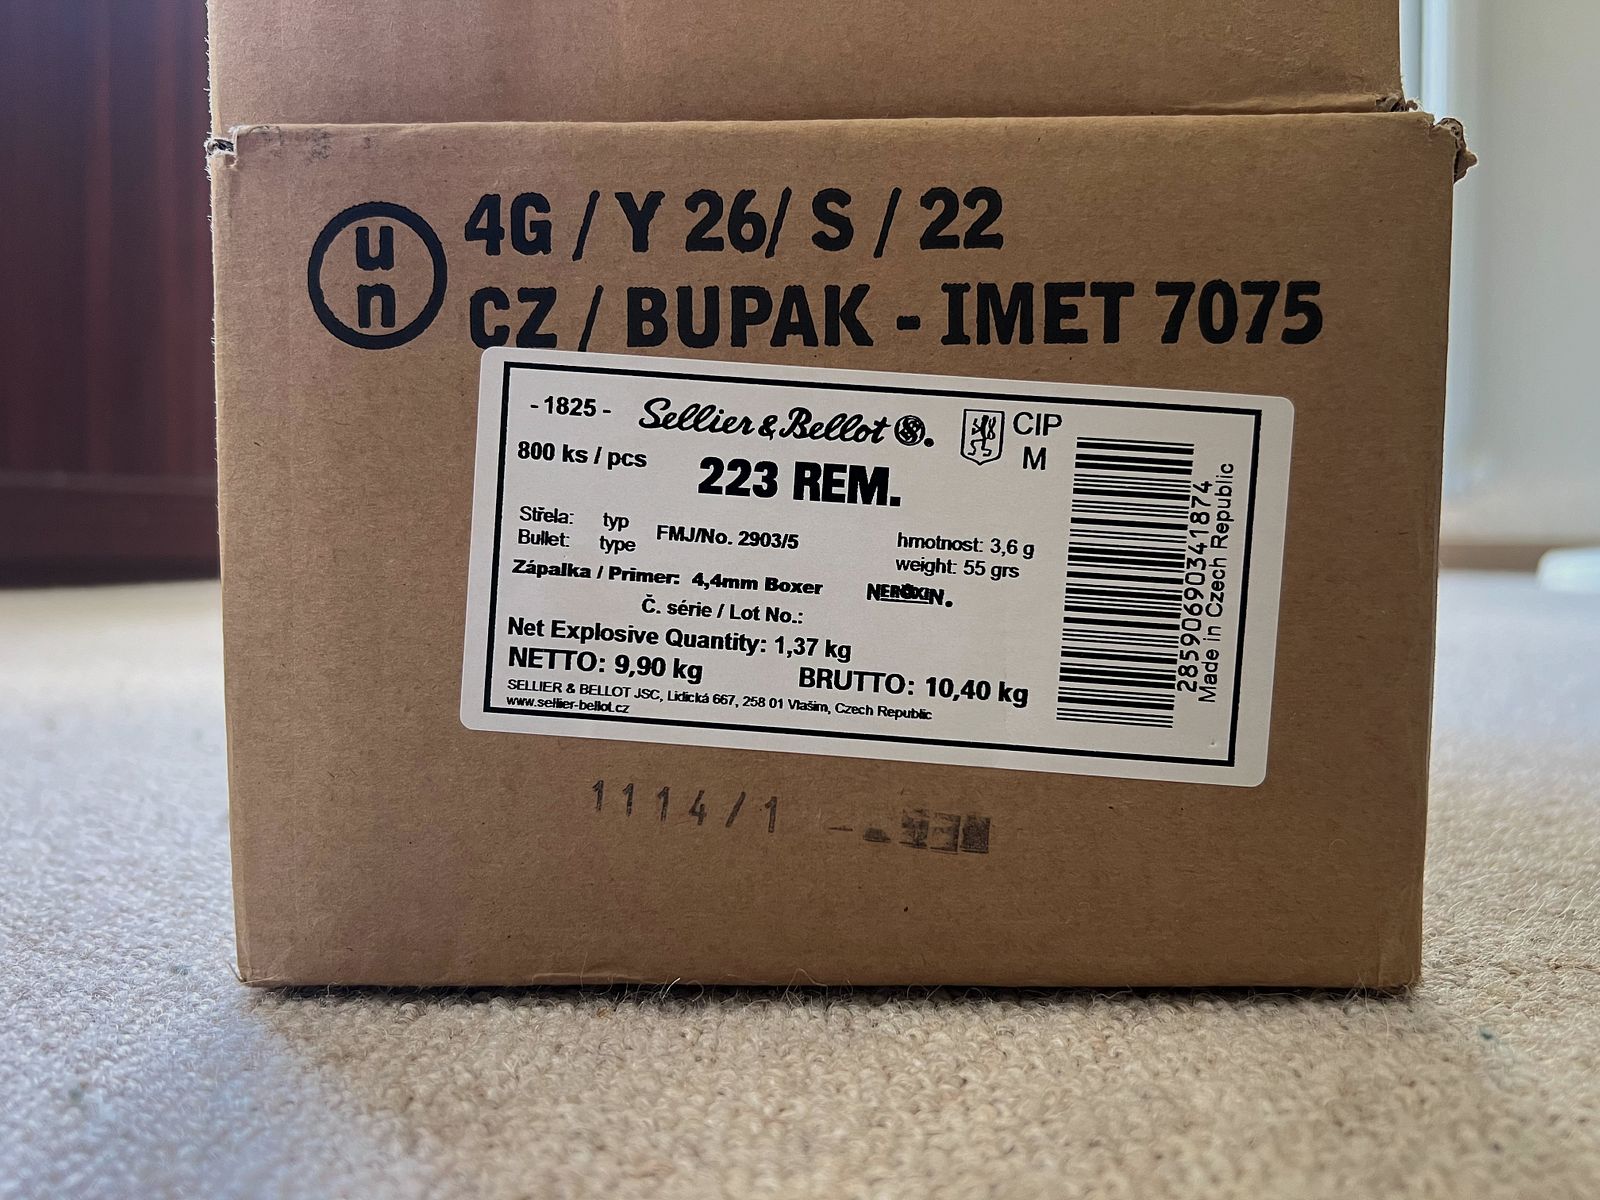 un
4G / Y 26/ S / 22
CZ / BUPAK - IMET 7075
- 1825 - Sellier & Bellot CIP
M
800 ks / pcs 223 REM.
Střela: typ FMJ/No. 2903/5 hmotnost: 3,6 g
Bullet: type weight: 55 grs
Zápalka / Primer: 4,4mm Boxer NEROXIN.
Č. série / Lot No.:
Net Explosive Quantity: 1,37 kg
NETTO: 9,90 kg BRUTTO: 10,40 kg
SELLIER & BELLOT JSC, Lidická 667, 258 01 Vlašim, Czech Republic
www.sellier-bellot.cz
28590690341874
Made in Czech Republic
1114/1